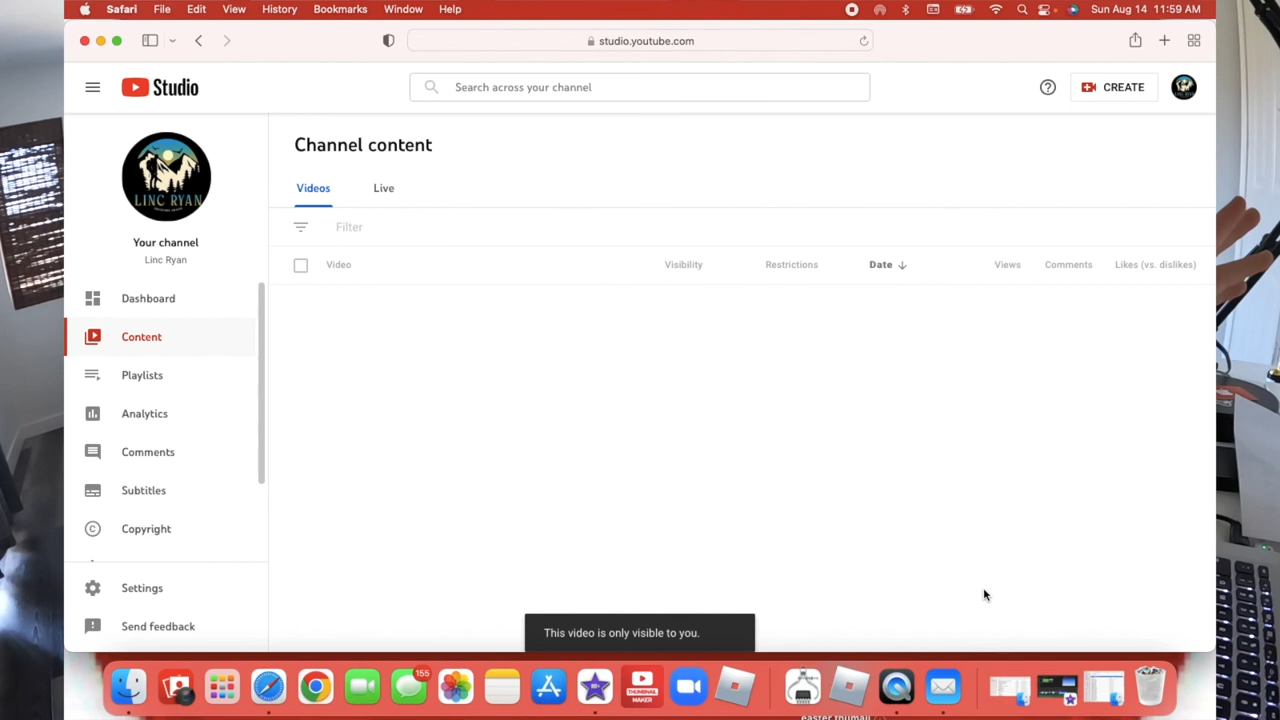 Safari File Edit View History Bookmarks Window Help Sun Aug 14 11:59 AM
studio.youtube.com
Studio
Search across your channel
CREATE
LINC RYAN
Your channel
Linc Ryan
Dashboard
Content
Playlists
Analytics
Comments
Subtitles
Copyright
Settings
Send feedback
Channel content
Videos Live
Filter
Video Visibility Restrictions Date Views Comments Likes (vs. dislikes)
This video is only visible to you.
155
THUMBNAIL
MAKER